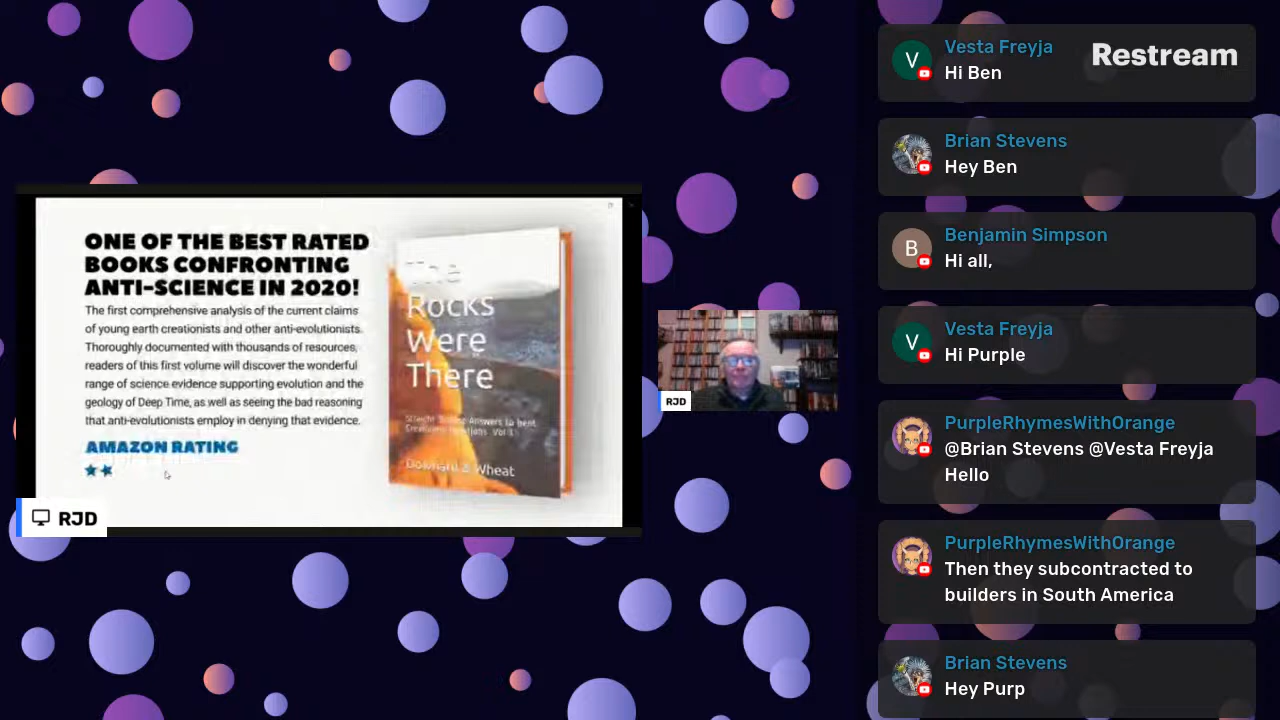 ONE OF THE BEST RATED
BOOKS CONFRONTING
ANTI-SCIENCE IN 2020!
The first comprehensive analysis of the current claims
of young earth creationists and other anti-evolutionists.
Thoroughly documented with thousands of resources,
readers of this first volume will discover the wonderful
range of science evidence supporting evolution and the
geology of Deep Time, as well as seeing the bad reasoning
that anti-evolutionists employ in denying that evidence.
AMAZON RATING
The
Rocks
Were
There
Answers to bent
Vol 1
Downard & Wheat
RJD
RJD
Restream
V
Vesta Freyja
Hi Ben
Brian Stevens
Hey Ben
B
Benjamin Simpson
Hi all,
V
Vesta Freyja
Hi Purple
PurpleRhymesWithOrange
@Brian Stevens @Vesta Freyja
Hello
PurpleRhymesWithOrange
Then they subcontracted to
builders in South America
Brian Stevens
Hey Purp